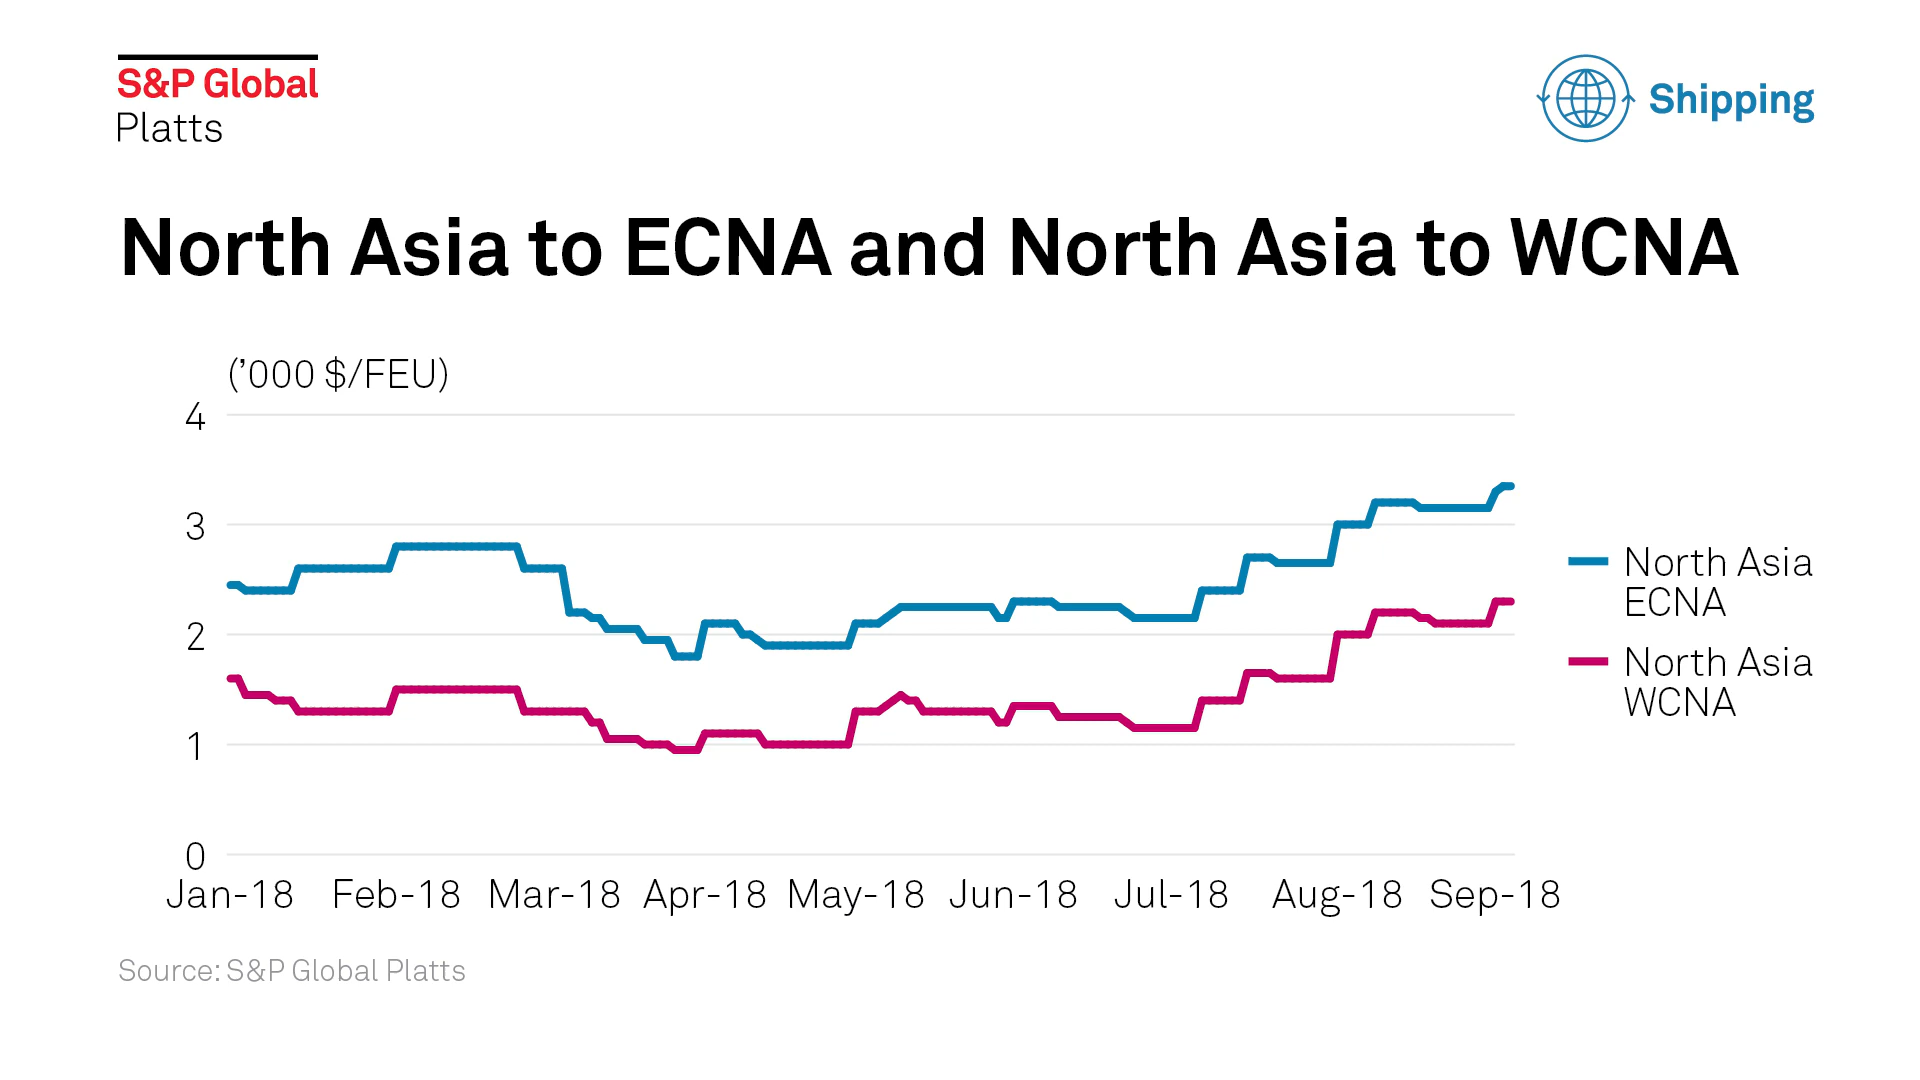 S&P Global
Platts
Shipping
North Asia to ECNA and North Asia to WCNA
(’000 $/FEU)
4
3
2
1
0
Jan-18 Feb-18 Mar-18 Apr-18 May-18 Jun-18 Jul-18 Aug-18 Sep-18
North Asia
ECNA
North Asia
WCNA
Source: S&P Global Platts